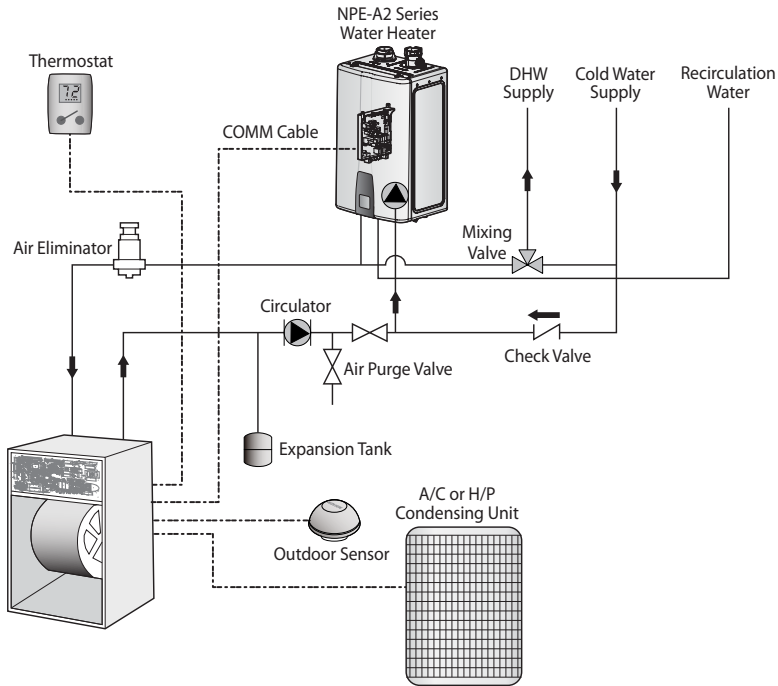 NPE-A2 Series
Water Heater
Thermostat
72
DHW
Supply
Cold Water
Supply
Recirculation
Water
COMM Cable
Mixing
Valve
Air Eliminator
Circulator
Check Valve
Air Purge Valve
Expansion Tank
A/C or H/P
Condensing Unit
Outdoor Sensor